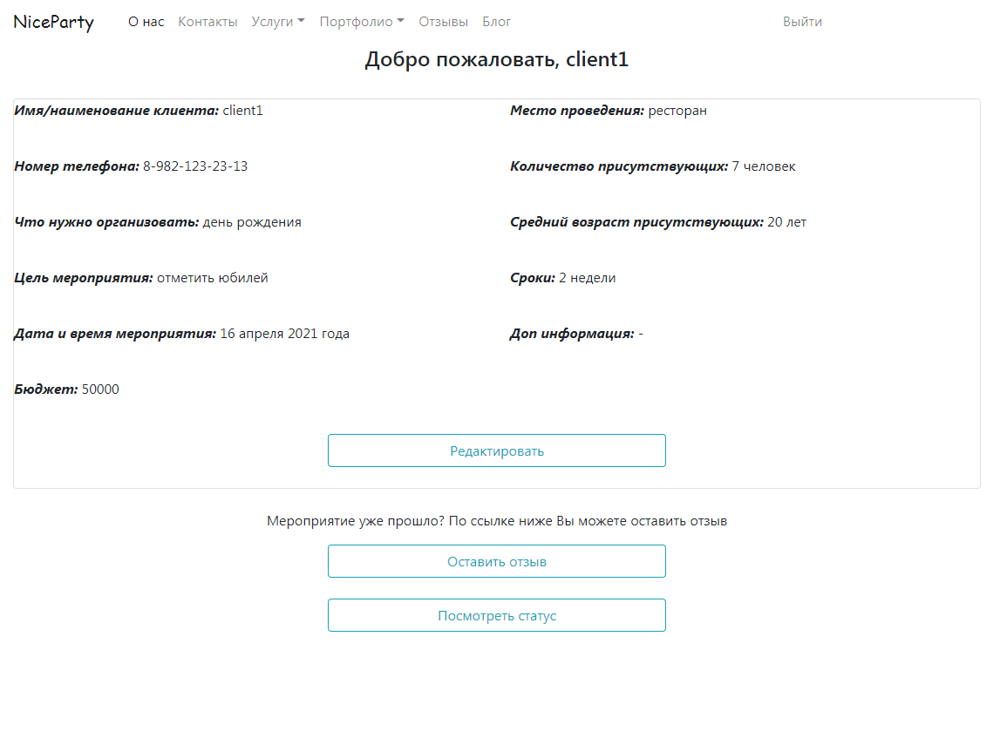 NiceParty О нас Контакты Услуги Портфолио Отзывы Блог Выйти
Добро пожаловать, client1
Имя/наименование клиента: client1
Место проведения: ресторан
Номер телефона: 8-982-123-23-13
Количество присутствующих: 7 человек
Что нужно организовать: день рождения
Средний возраст присутствующих: 20 лет
Цель мероприятия: отметить юбилей
Сроки: 2 недели
Дата и время мероприятия: 16 апреля 2021 года
Доп информация: -
Бюджет: 50000
Редактировать
Мероприятие уже прошло? По ссылке ниже Вы можете оставить отзыв
Оставить отзыв
Посмотреть статус